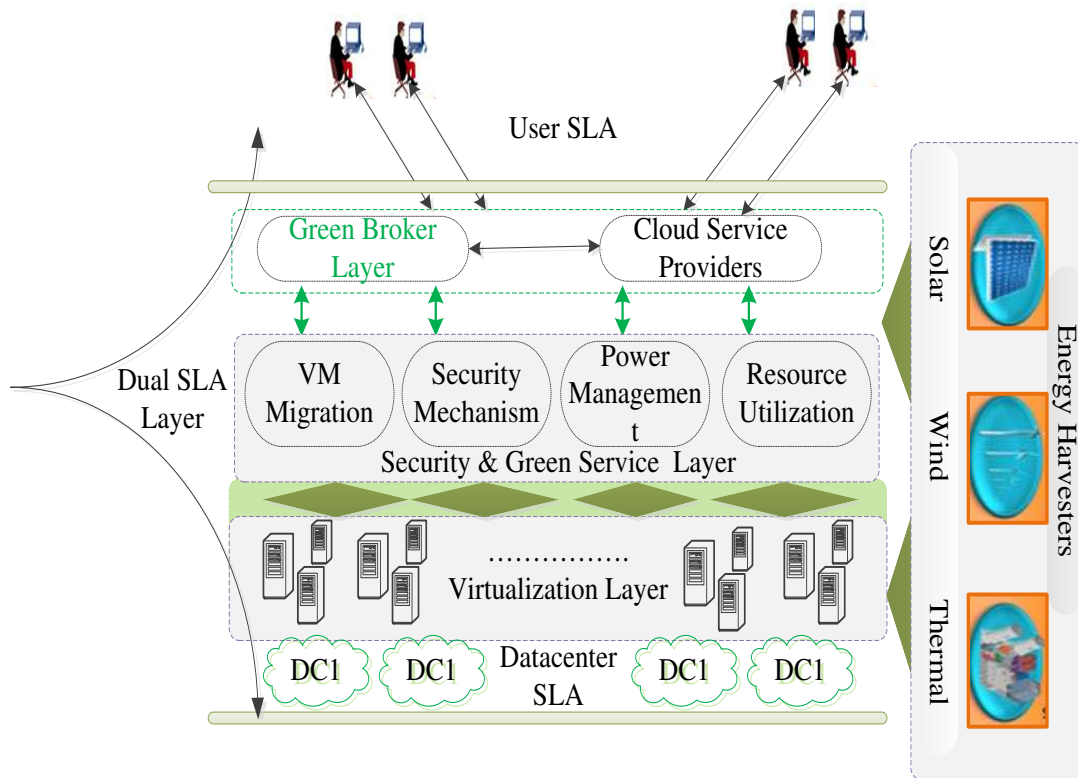 User SLA
Green Broker
Layer
Cloud Service
Providers
Dual SLA
Layer
VM
Migration
Security
Mechanism
Power
Managemen
t
Resource
Utilization
Security & Green Service Layer
...................
Virtualization Layer
DC1
DC1
Datacenter
SLA
DC1
DC1
Solar
Wind
Thermal
Energy Harvesters